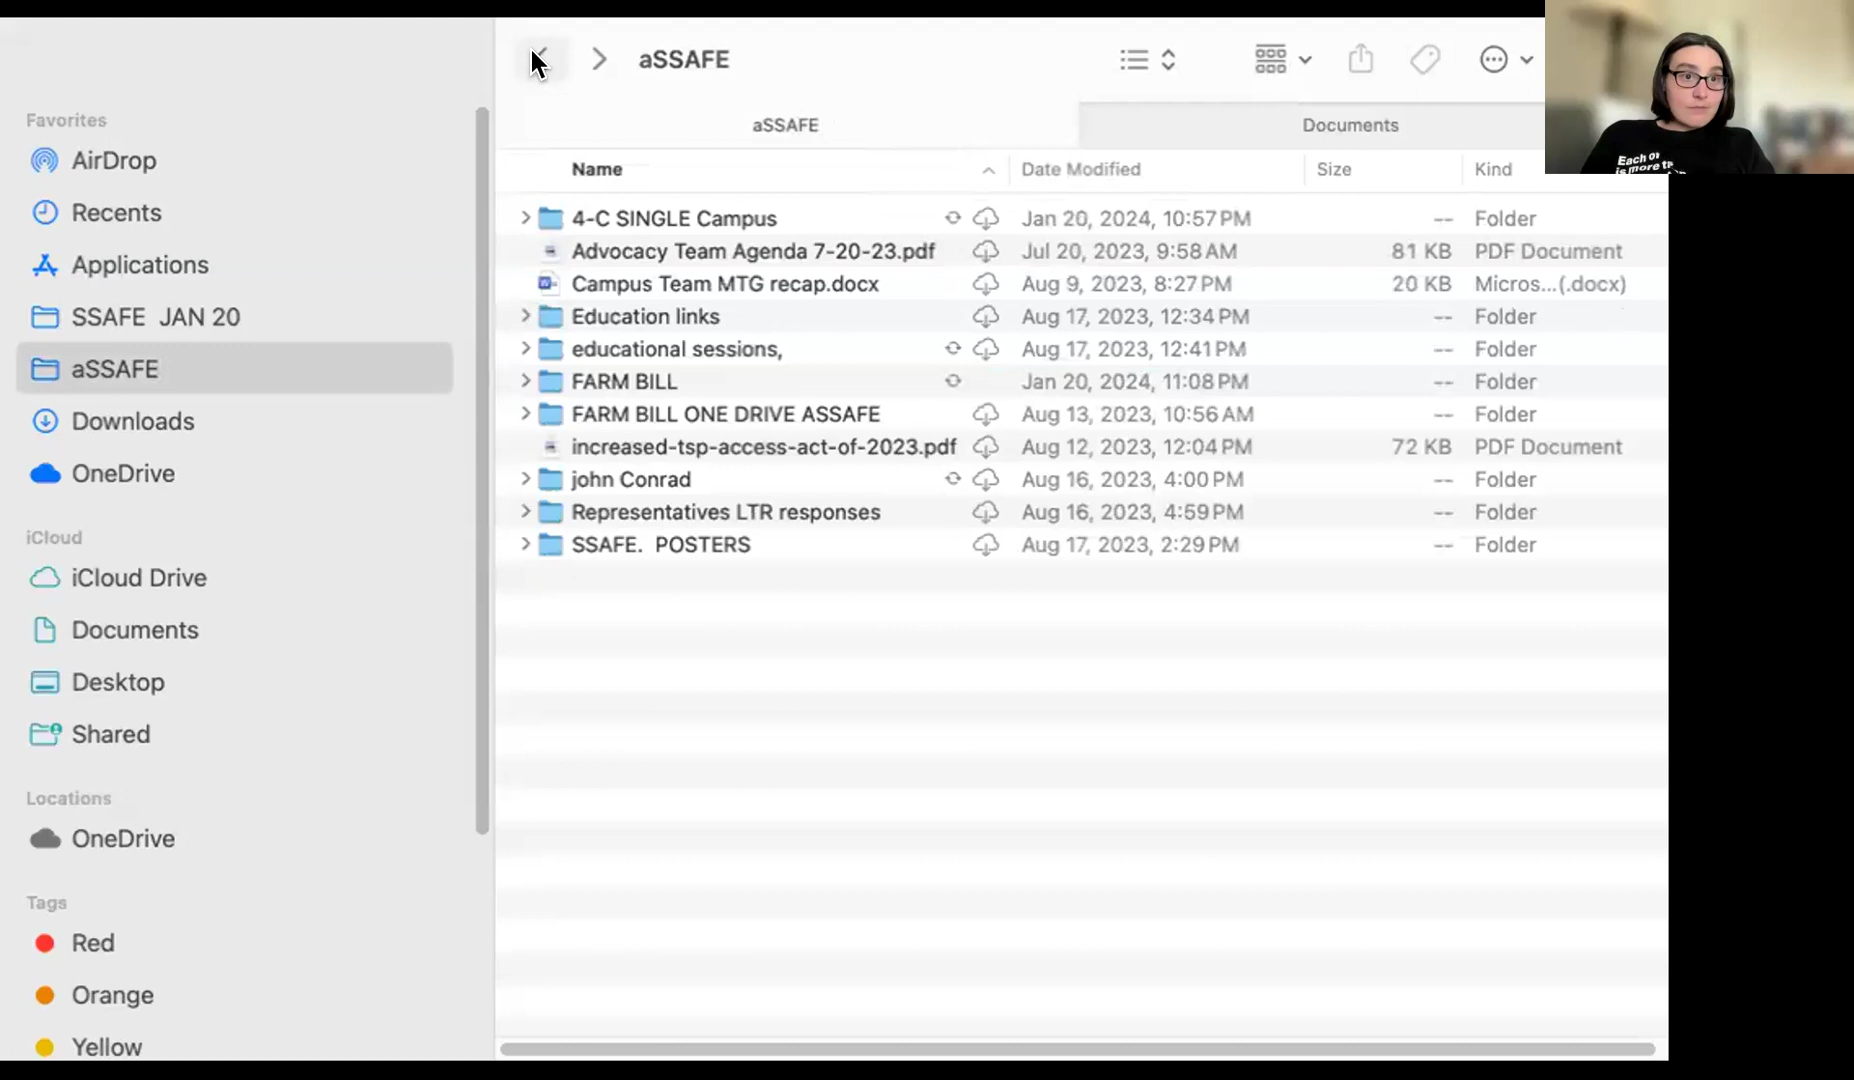 aSSAFE
aSSAFE
Documents
Favorites
AirDrop
Recents
Applications
SSAFE  JAN 20
aSSAFE
Downloads
OneDrive
iCloud
iCloud Drive
Documents
Desktop
Shared
Locations
OneDrive
Tags
Red
Orange
Yellow
Name Date Modified Size Kind
4-C SINGLE Campus Jan 20, 2024, 10:57 PM -- Folder
Advocacy Team Agenda 7-20-23.pdf Jul 20, 2023, 9:58 AM 81 KB PDF Document
Campus Team MTG recap.docx Aug 9, 2023, 8:27 PM 20 KB Micros...(.docx)
Education links Aug 17, 2023, 12:34 PM -- Folder
educational sessions, Aug 17, 2023, 12:41 PM -- Folder
FARM BILL Jan 20, 2024, 11:08 PM -- Folder
FARM BILL ONE DRIVE ASSAFE Aug 13, 2023, 10:56 AM -- Folder
increased-tsp-access-act-of-2023.pdf Aug 12, 2023, 12:04 PM 72 KB PDF Document
john Conrad Aug 16, 2023, 4:00 PM -- Folder
Representatives LTR responses Aug 16, 2023, 4:59 PM -- Folder
SSAFE.  POSTERS Aug 17, 2023, 2:29 PM -- Folder
Each of
is more